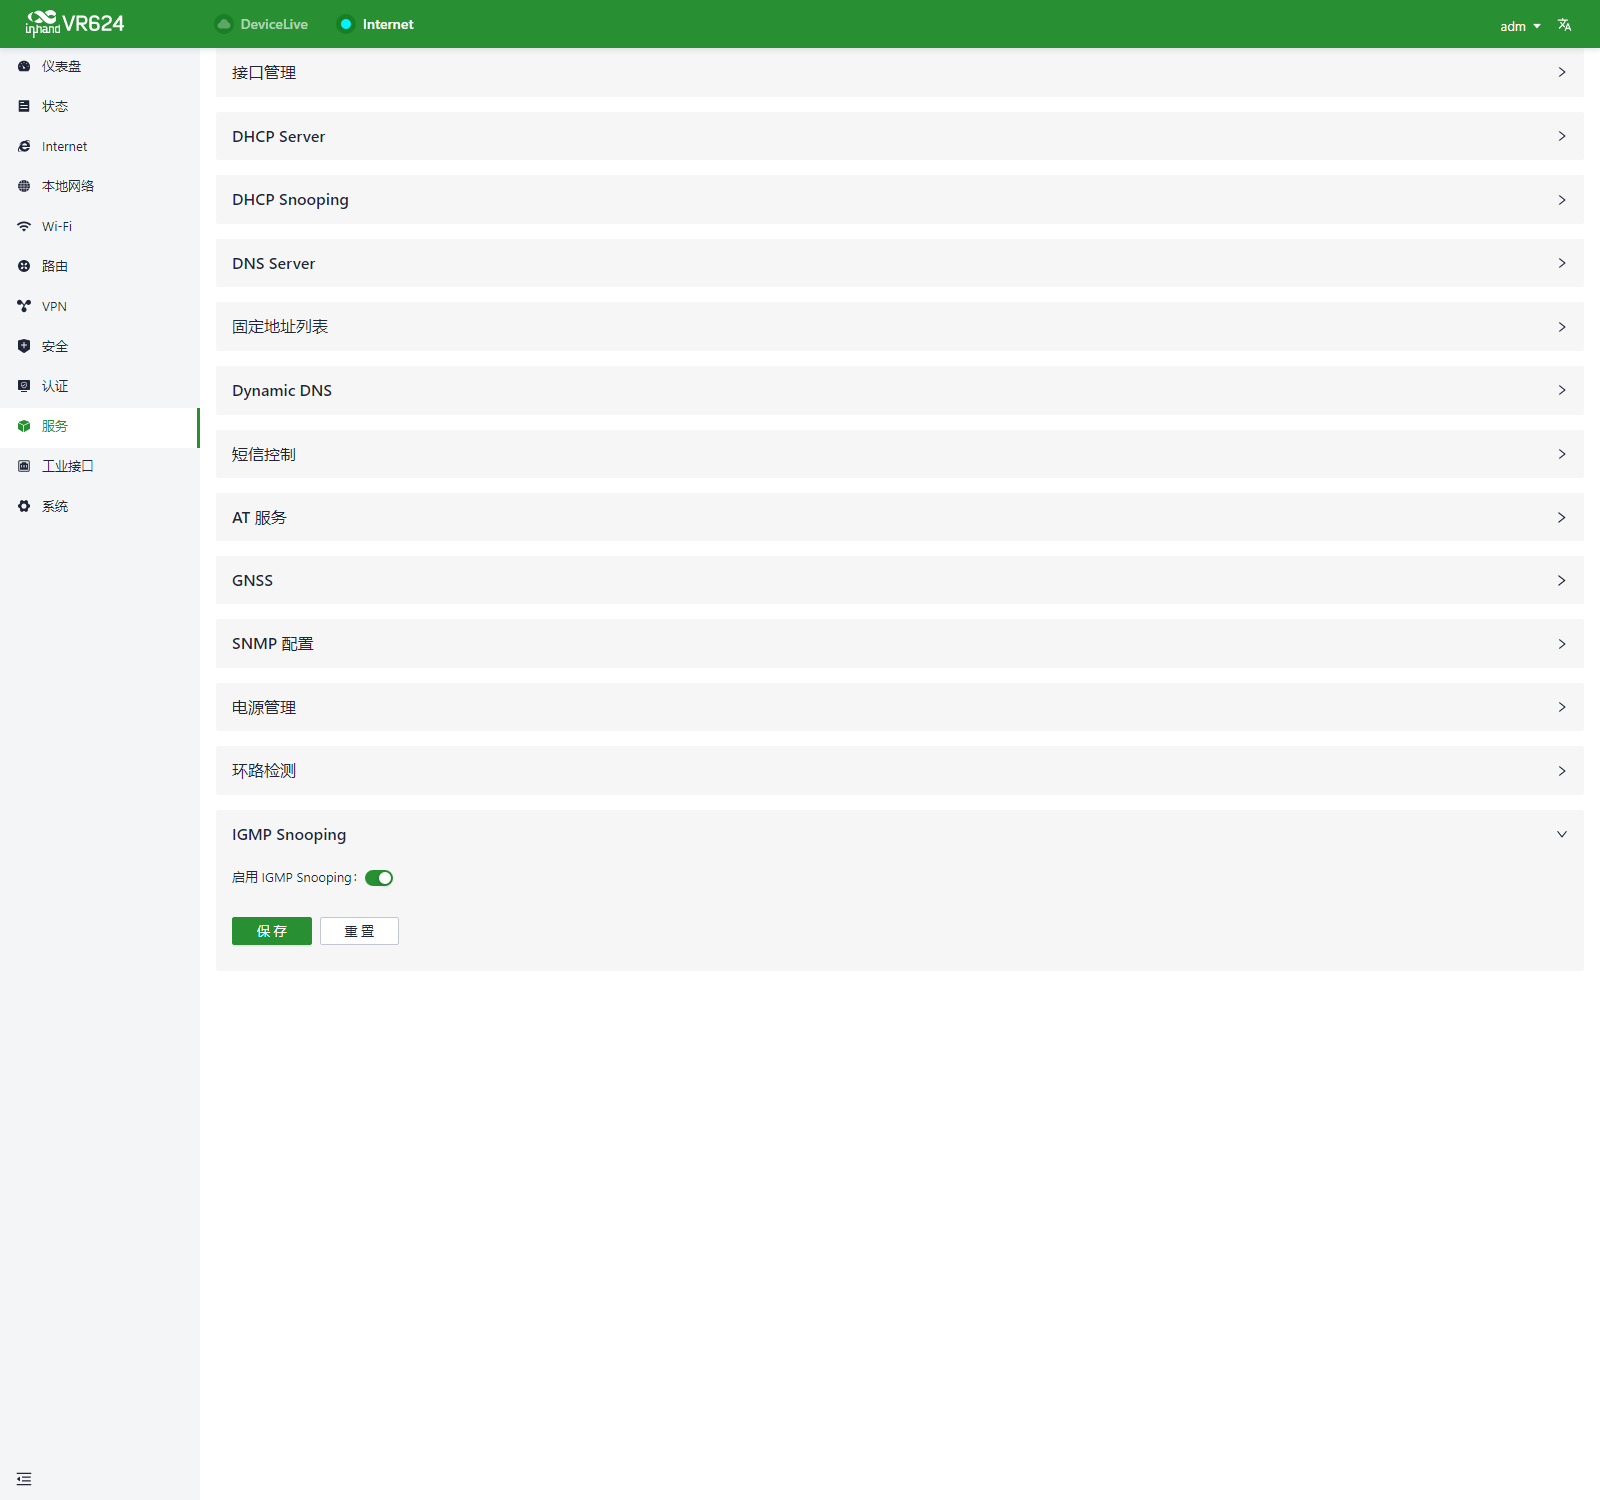 inhand VR624
DeviceLive
Internet
adm
仪表盘
状态
Internet
本地网络
Wi-Fi
路由
VPN
安全
认证
服务
工业接口
系统
接口管理
DHCP Server
DHCP Snooping
DNS Server
固定地址列表
Dynamic DNS
短信控制
AT 服务
GNSS
SNMP 配置
电源管理
环路检测
IGMP Snooping
启用 IGMP Snooping:
保 存
重 置